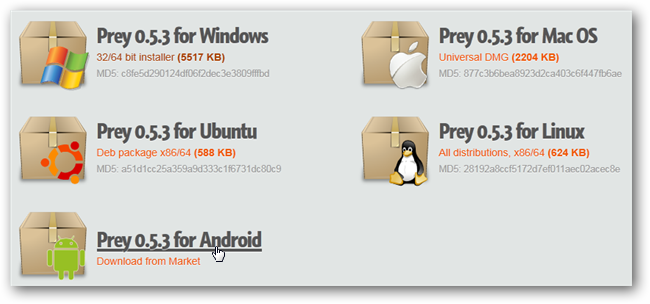 Prey 0.5.3 for Windows
32/64 bit installer (5517 KB)
MD5: c8fe5d290124df06f2dec3e3809fffbd
Prey 0.5.3 for Mac OS
Universal DMG (2204 KB)
MD5: 877c3b6bea8923d2ca403c6f447fb6ae
Prey 0.5.3 for Ubuntu
Deb package x86/64 (588 KB)
MD5: a51d1cc25a359a9d333c1f6731dc80c9
Prey 0.5.3 for Linux
All distributions, x86/64 (624 KB)
MD5: 28192a8ccf5172d7ef011aec02acec8e
Prey 0.5.3 for Android
Download from Market